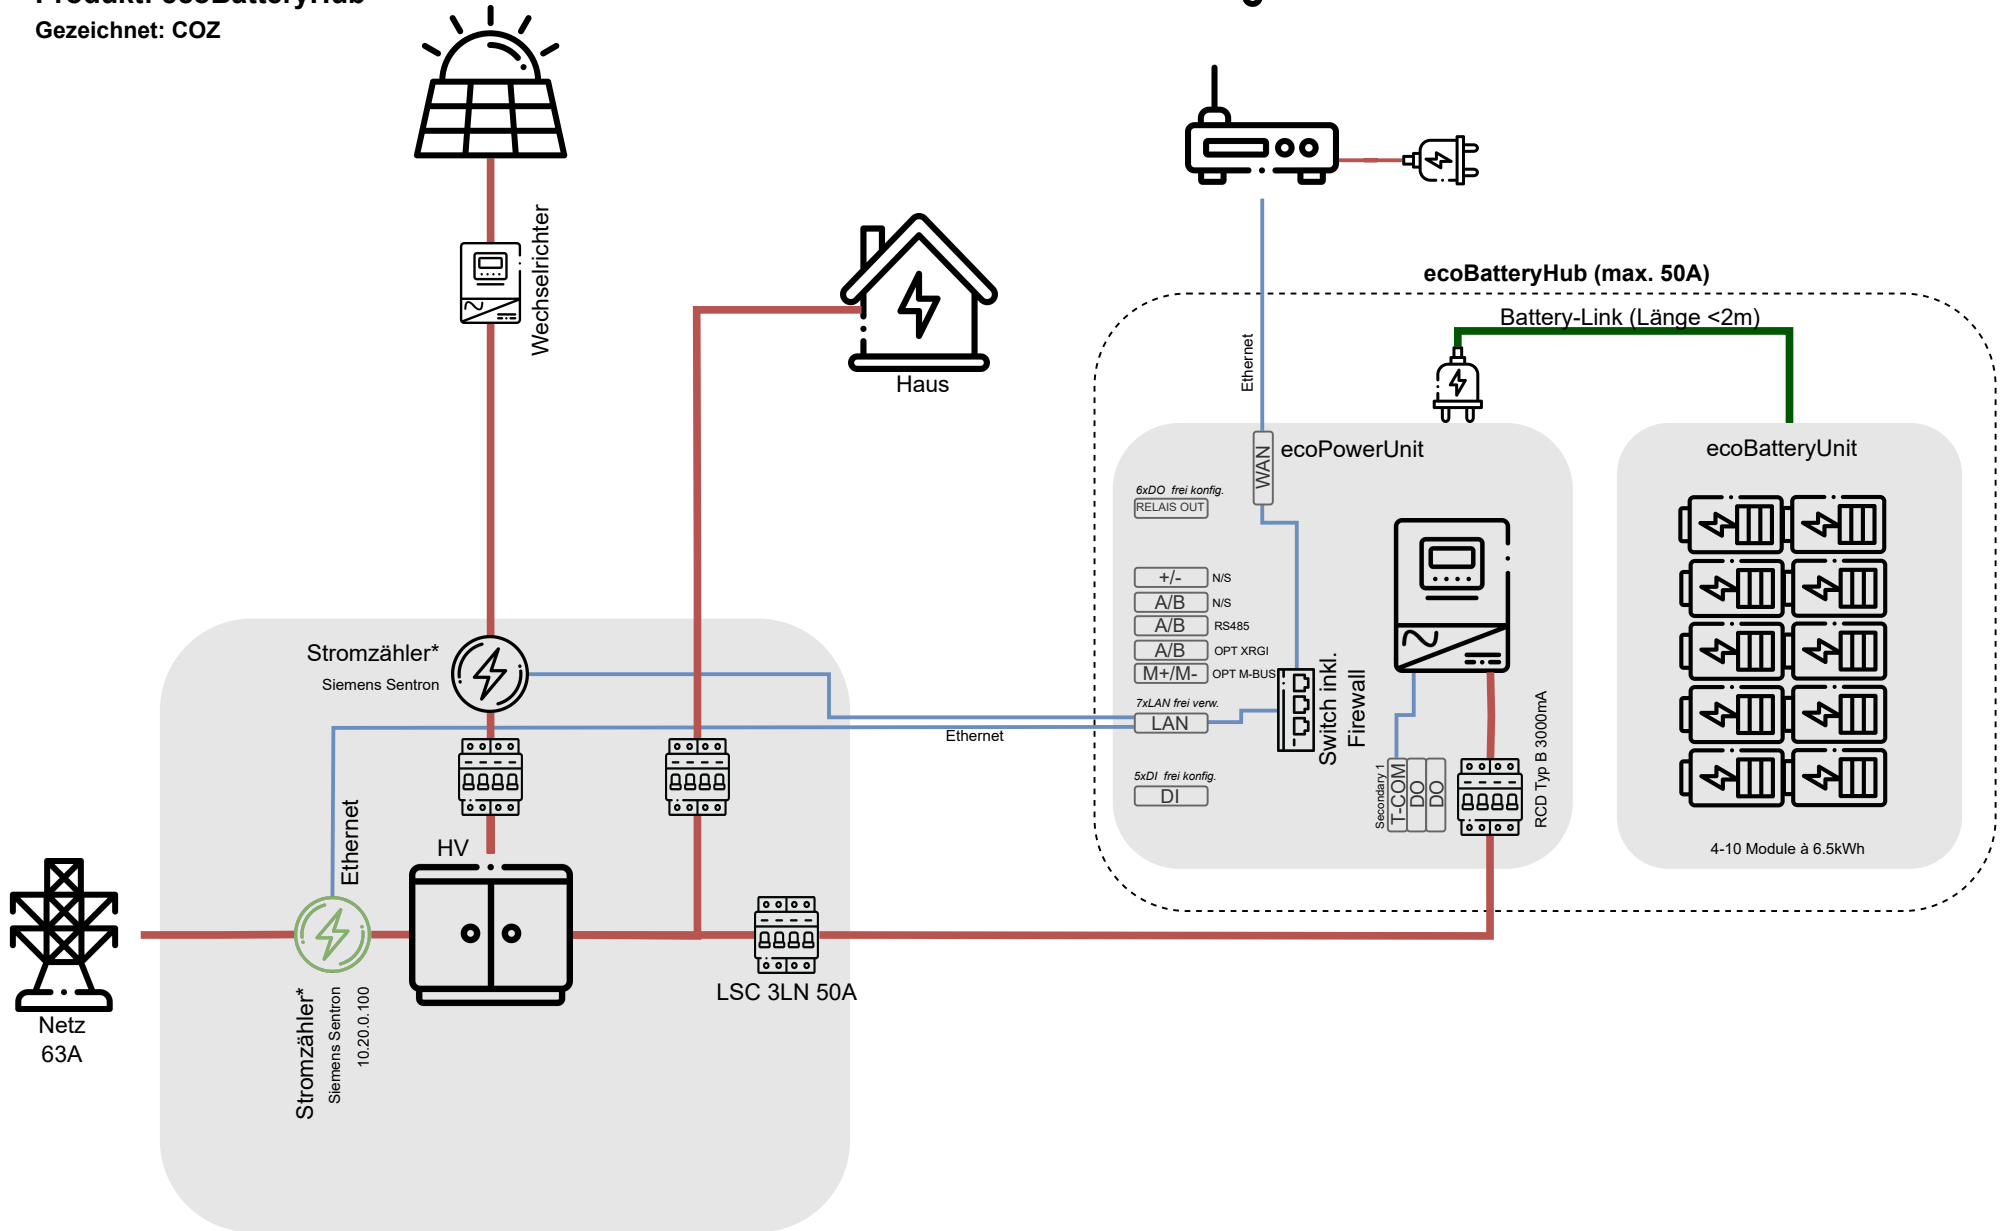 Produkt: ecoBatteryHub
Gezeichnet: COZ
Wechselrichter
Haus
Ethernet
ecoBatteryHub (max. 50A)
Battery-Link (Länge <2m)
WAN
ecoPowerUnit
ecoBatteryUnit
6xDO frei konfig.
RELAIS OUT
+/- N/S
A/B N/S
A/B RS485
A/B OPT XRGI
M+/M- OPT M-BUS
7xLAN frei verw.
LAN
Switch inkl.
Firewall
5xDI frei konfig.
DI
Secondary 1
T-COM
DO
DO
RCD Typ B 3000mA
4-10 Module à 6.5kWh
Stromzähler*
Siemens Sentron
Ethernet
Ethernet
HV
LSC 3LN 50A
Netz
63A
Stromzähler*
Siemens Sentron
10.20.0.100